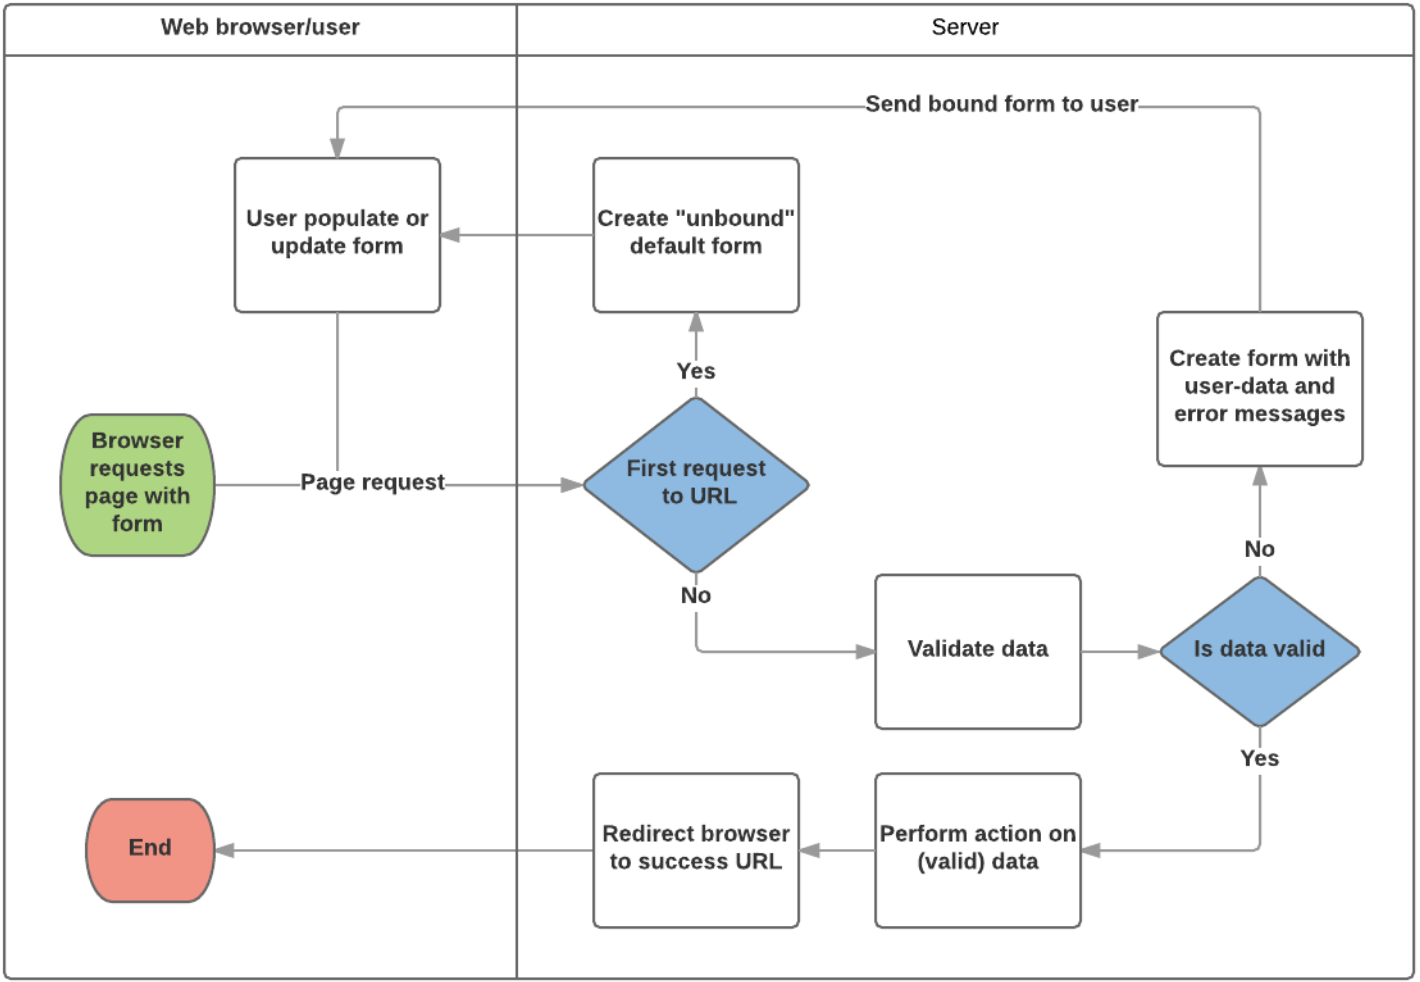 Web browser/user
Server
Send bound form to user
User populate or
update form
Create "unbound"
default form
Yes
Create form with
user-data and
error messages
Browser
requests
page with
form
Page request
First request
to URL
No
No
Validate data
Is data valid
Yes
End
Redirect browser
to success URL
Perform action on
(valid) data